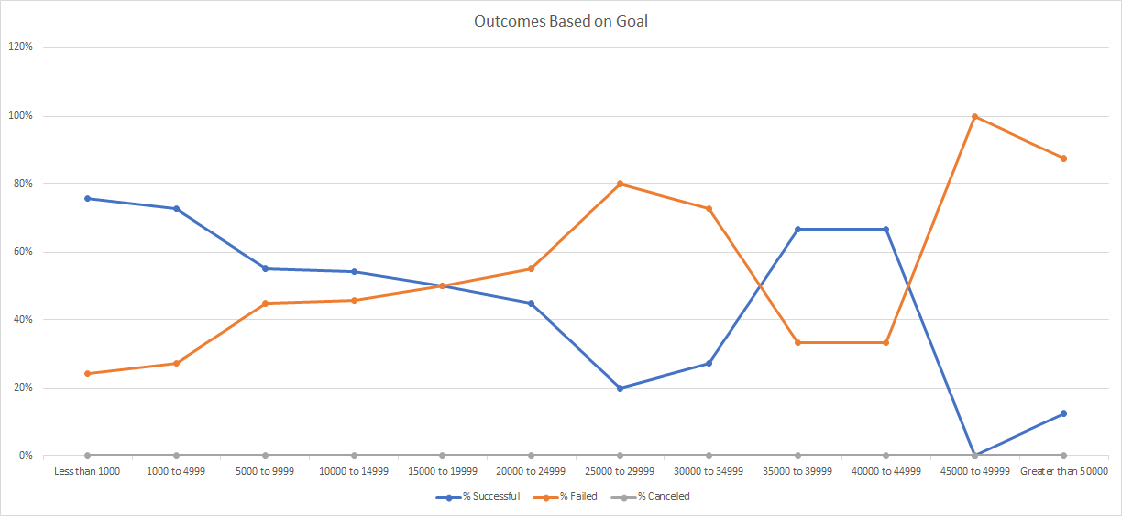 Outcomes Based on Goal
120%
100%
80%
60%
40%
20%
0%
Less than 1000 1000 to 4999 5000 to 9999 10000 to 14999 15000 to 19999 20000 to 24999 25000 to 29999 30000 to 34999 35000 to 39999 40000 to 44999 45000 to 49999 Greater than 50000
% Successful % Failed % Canceled